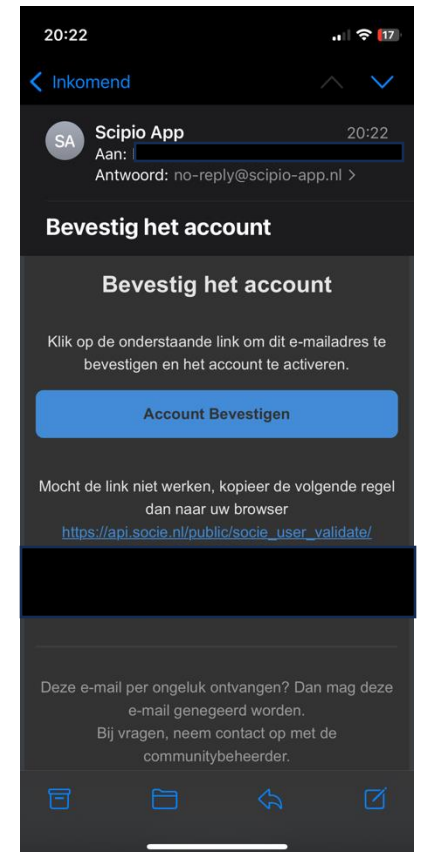 20:22
17
Inkomend
SA
Scipio App
20:22
Aan:
Antwoord: no-reply@scipio-app.nl >
Bevestig het account
Bevestig het account
Klik op de onderstaande link om dit e-mailadres te
bevestigen en het account te activeren.
Account Bevestigen
Mocht de link niet werken, kopieer de volgende regel
dan naar uw browser
https://api.socie.nl/public/socie_user_validate/
Deze e-mail per ongeluk ontvangen? Dan mag deze
e-mail genegeerd worden.
Bij vragen, neem contact op met de
communitybeheerder.